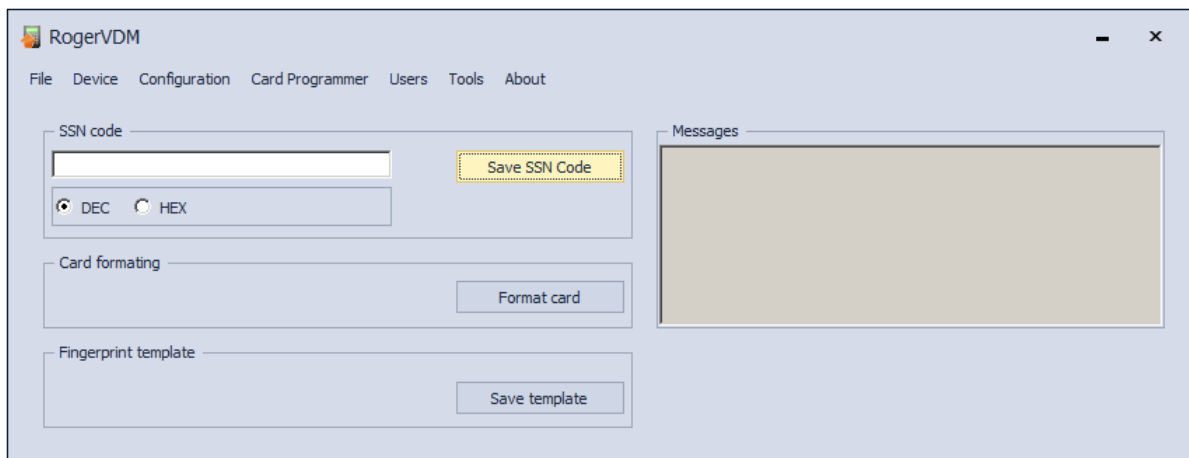 RogerVDM
File Device Configuration Card Programmer Users Tools About
SSN code
Save SSN Code
DEC HEX
Card formating
Format card
Fingerprint template
Save template
Messages